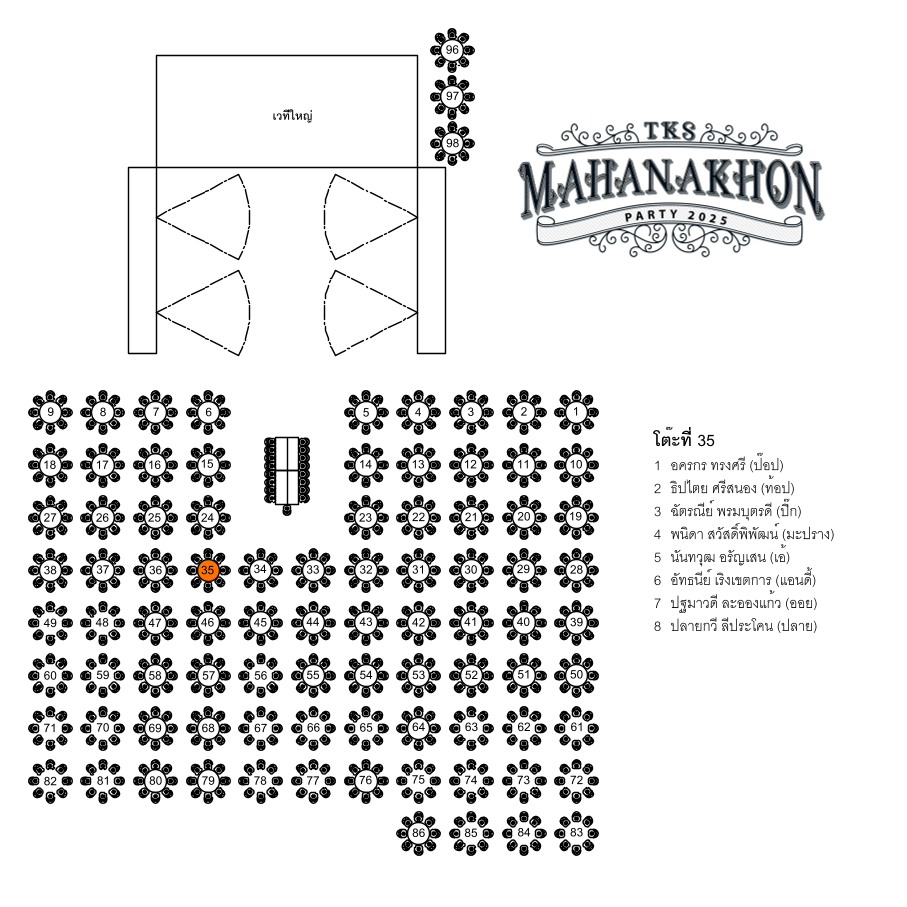 96
เวทีใหญ่
97
98
TKS
MAHANAKHON
PARTY 2025
9 8 7 6 5 4 3 2 1
18 17 16 15 14 13 12 11 10
27 26 25 24 23 22 21 20 19
38 37 36 35 34 33 32 31 30 29 28
49 48 47 46 45 44 43 42 41 40 39
60 59 58 57 56 55 54 53 52 51 50
71 70 69 68 67 66 65 64 63 62 61
82 81 80 79 78 77 76 75 74 73 72
86 85 84 83
โต๊ะที่ 35
1 อครกร ทรงศรี (ป๊อป)
2 ธิปไตย ศรีสนอง (ท้อป)
3 ฉัตรณีย์ พรมบุตรดี (ปิ๊ก)
4 พนิดา สวัสดิ์พิพัฒน์ (มะปราง)
5 นันทวุฒ อรัญเสน (เอ้)
6 อัทธนีย์ เริงเขตการ (แอนดี้)
7 ปฐมาวดี ละอองแก้ว (ออย)
8 ปลายกวี สีประโคน (ปลาย)